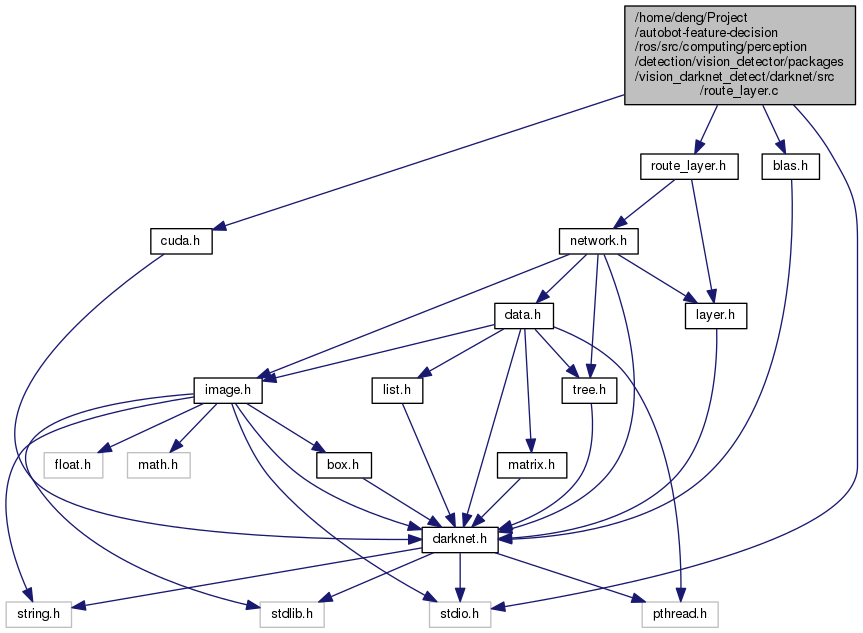 /home/deng/Project
/autobot-feature-decision
/ros/src/computing/perception
/detection/vision_detector/packages
/vision_darknet_detect/darknet/src
/route_layer.c
route_layer.h
blas.h
cuda.h
network.h
data.h
layer.h
image.h
list.h
tree.h
float.h
math.h
box.h
matrix.h
darknet.h
string.h
stdlib.h
stdio.h
pthread.h